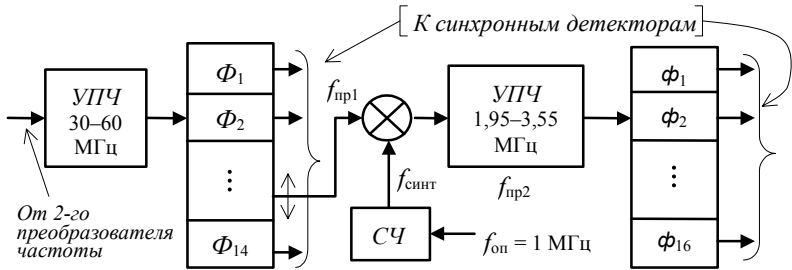 К синхронным детекторам
УПЧ
30–60
МГц
Ф1
Ф2
⋮
Ф14
fпр1
УПЧ
1,95–3,55
МГц
fпр2
fсинт
СЧ
fоп = 1 МГц
ф1
ф2
⋮
ф16
От 2-го
преобразователя
частоты